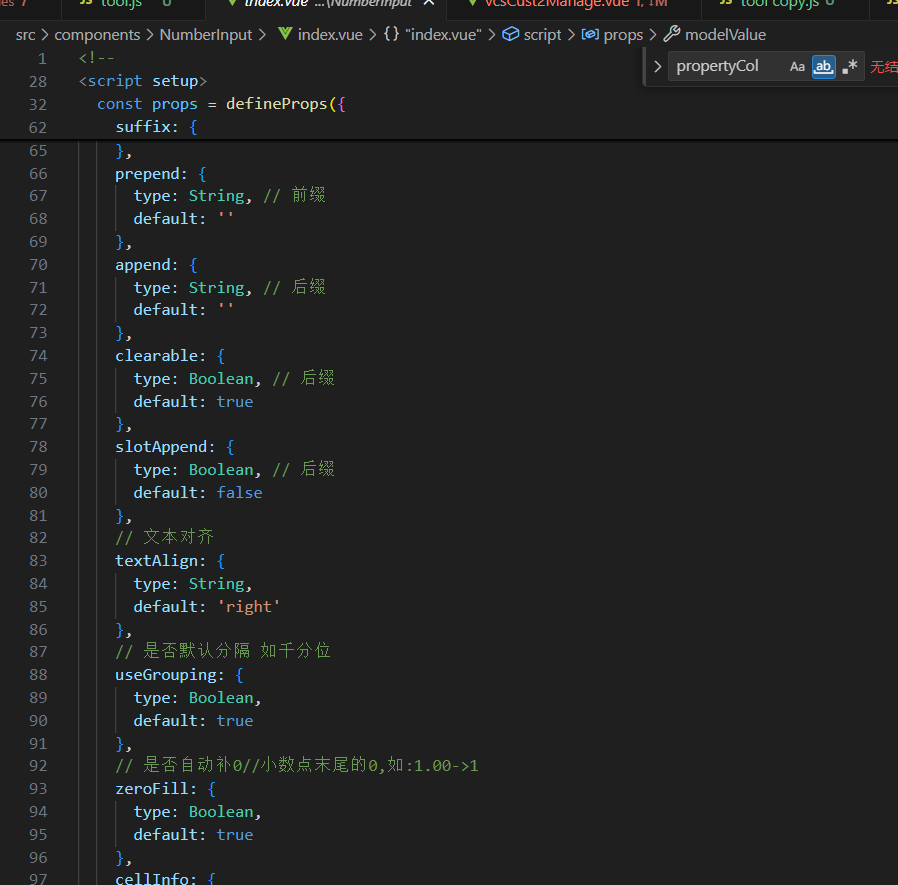 tool.js U index.vue ...\NumberInput vcsCust2Manage.vue tool copy.js U
src > components > NumberInput > index.vue > {} "index.vue" > script > props > modelValue
propertyCol Aa ab .* 无结
1 <!--
28 <script setup>
32 const props = defineProps({
62 suffix: {
65 },
66 prepend: {
67 type: String, // 前缀
68 default: ''
69 },
70 append: {
71 type: String, // 后缀
72 default: ''
73 },
74 clearable: {
75 type: Boolean, // 后缀
76 default: true
77 },
78 slotAppend: {
79 type: Boolean, // 后缀
80 default: false
81 },
82 // 文本对齐
83 textAlign: {
84 type: String,
85 default: 'right'
86 },
87 // 是否默认分隔 如千分位
88 useGrouping: {
89 type: Boolean,
90 default: true
91 },
92 // 是否自动补0//小数点末尾的0,如:1.00->1
93 zeroFill: {
94 type: Boolean,
95 default: true
96 },
97 cellInfo: {